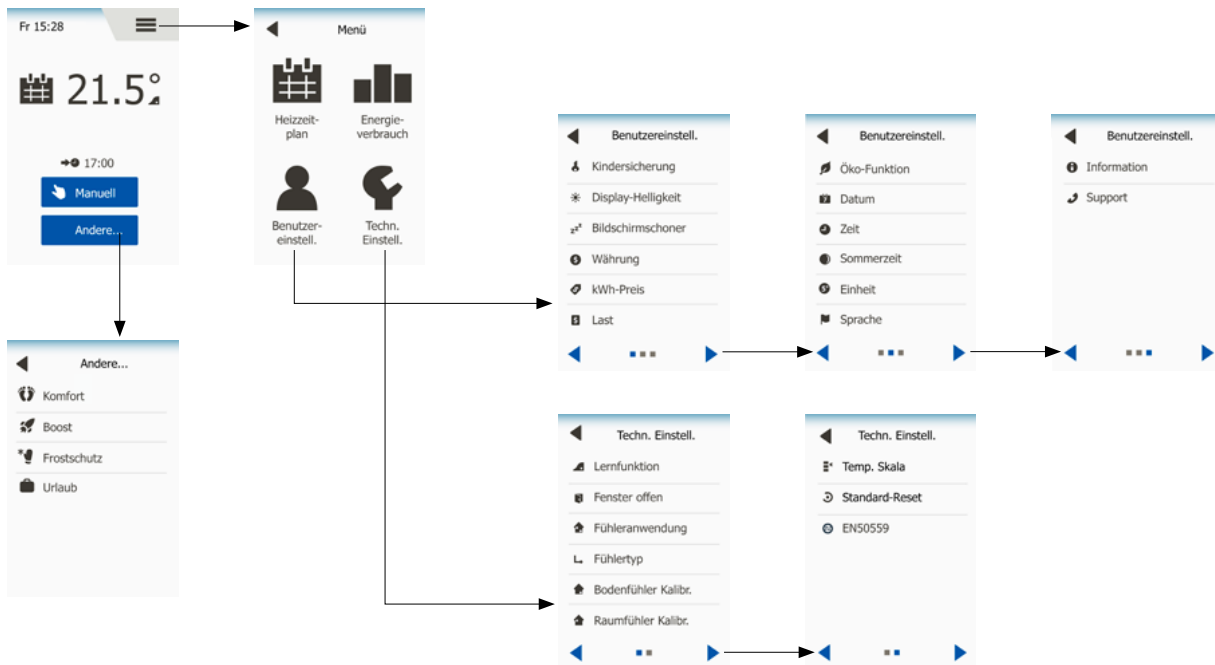 Fr 15:28
21.5°
17:00
Manuell
Andere...
Menü
Heizzeit-
plan
Energie-
verbrauch
Benutzer-
einstell.
Techn.
Einstell.
Andere...
Komfort
Boost
Frostschutz
Urlaub
Benutzereinstell.
Kindersicherung
Display-Helligkeit
Bildschirmschoner
Währung
kWh-Preis
Last
Benutzereinstell.
Öko-Funktion
Datum
Zeit
Sommerzeit
Einheit
Sprache
Benutzereinstell.
Information
Support
Techn. Einstell.
Lernfunktion
Fenster offen
Fühleranwendung
Fühlertyp
Bodenfühler Kalibr.
Raumfühler Kalibr.
Techn. Einstell.
Temp. Skala
Standard-Reset
EN50559